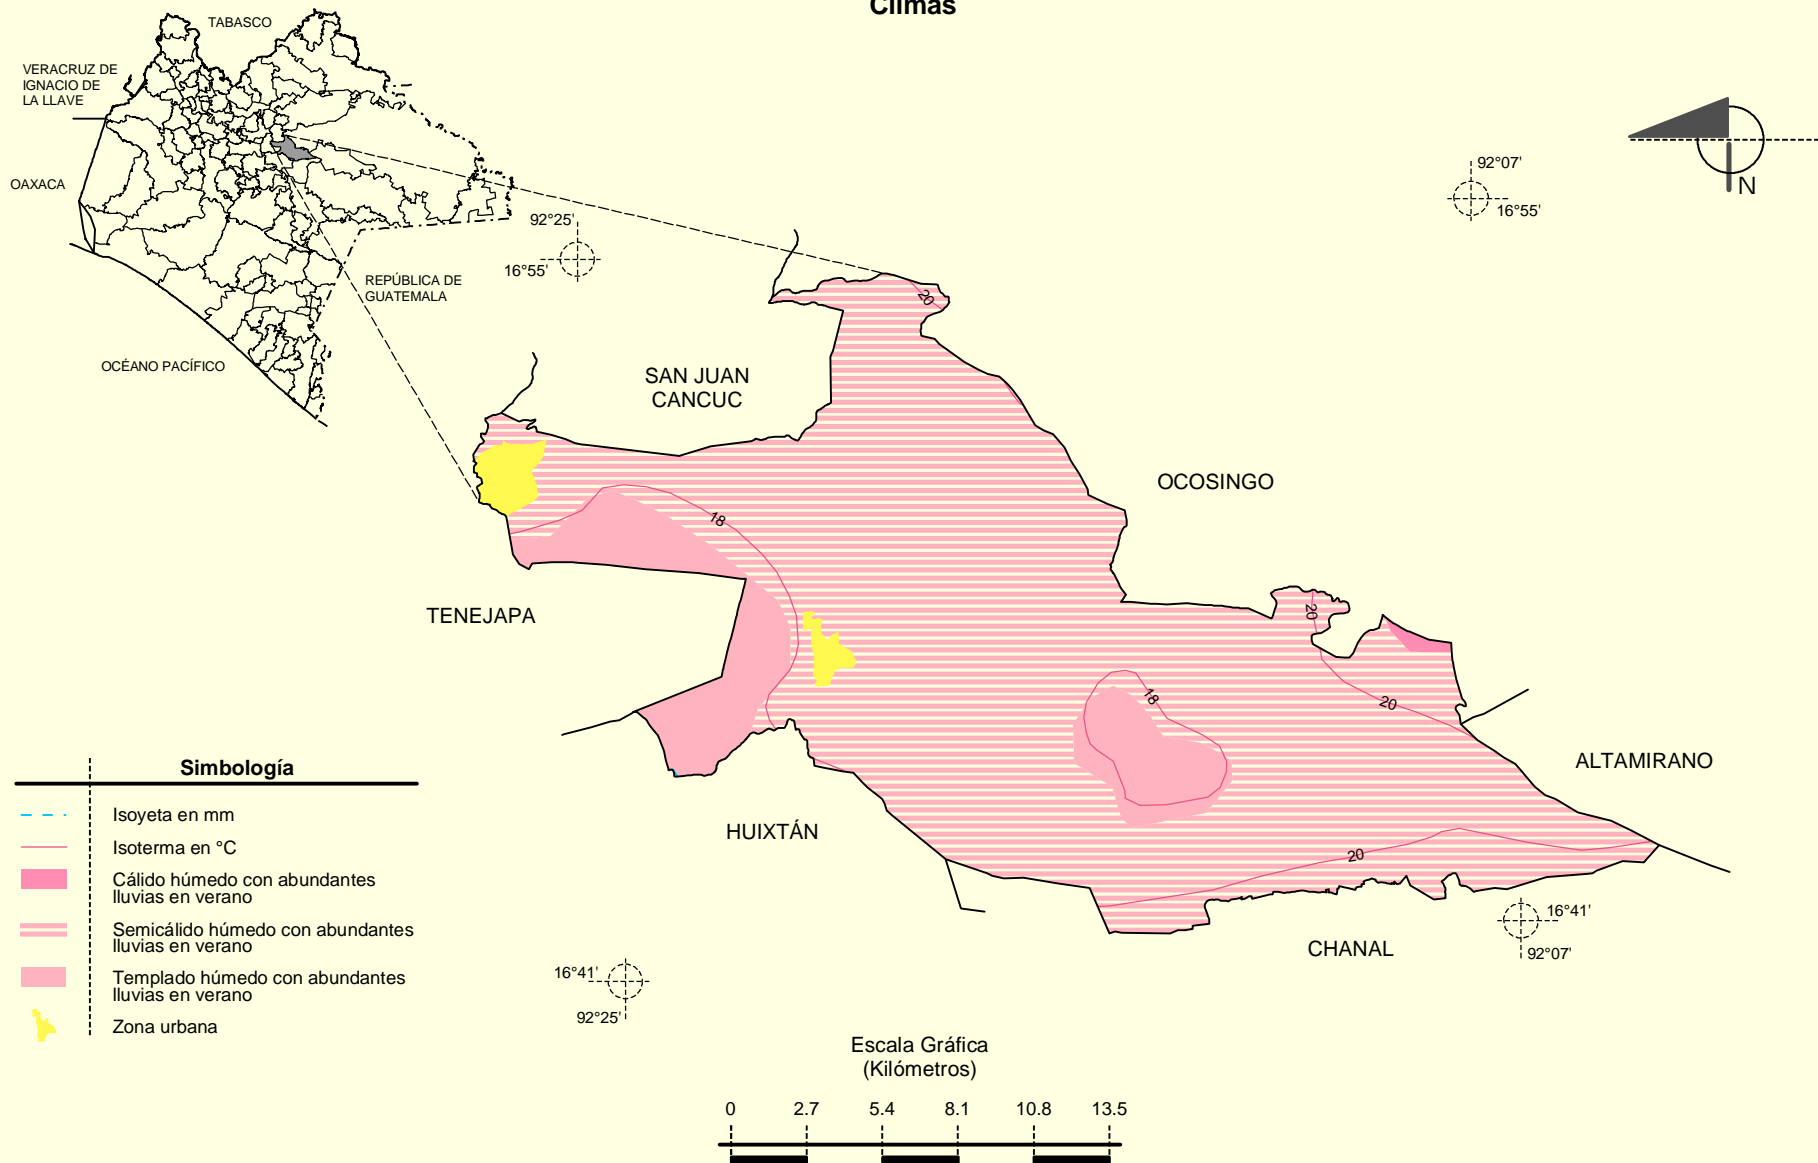 Climas
TABASCO
VERACRUZ DE
IGNACIO DE
LA LLAVE
OAXACA
REPÚBLICA DE
GUATEMALA
OCÉANO PACÍFICO
92°25'
16°55'
92°07'
16°55'
N
20
SAN JUAN
CANCUC
OCOSINGO
18
TENEJAPA
20
18
20
ALTAMIRANO
HUIXTÁN
20
CHANAL
16°41'
92°07'
16°41'
92°25'
Simbología
Isoyeta en mm
Isoterma en °C
Cálido húmedo con abundantes
lluvias en verano
Semicálido húmedo con abundantes
lluvias en verano
Templado húmedo con abundantes
lluvias en verano
Zona urbana
Escala Gráfica
(Kilómetros)
0 2.7 5.4 8.1 10.8 13.5